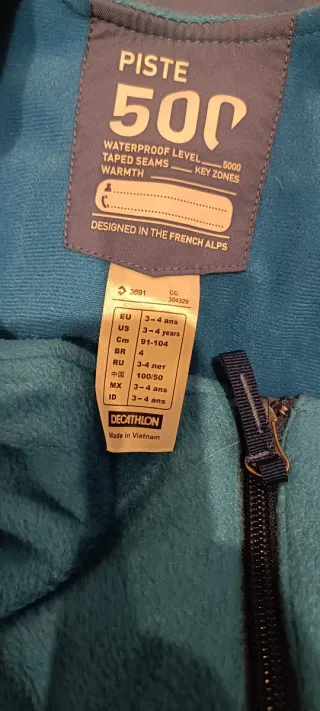 PISTE
500
WATERPROOF LEVEL 5000
TAPED SEAMS KEY ZONES
WARMTH
DESIGNED IN THE FRENCH ALPS
3691 CC: 304329
EU 3-4 ans
US 3-4 years
Cm 91-104
BR 4
RU 3-4 лет
中国 100/50
MX 3-4 ans
ID 3-4 ans
DECATHLON
Made in Vietnam